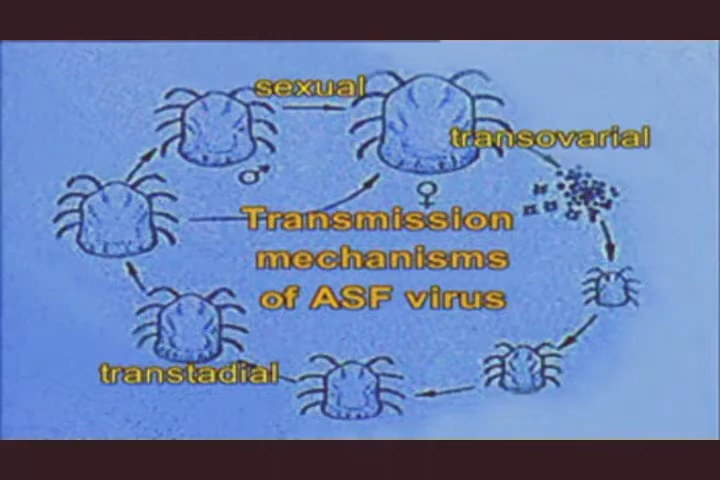 sexual
transovarial
Transmission
mechanisms
of ASF virus
transtadial